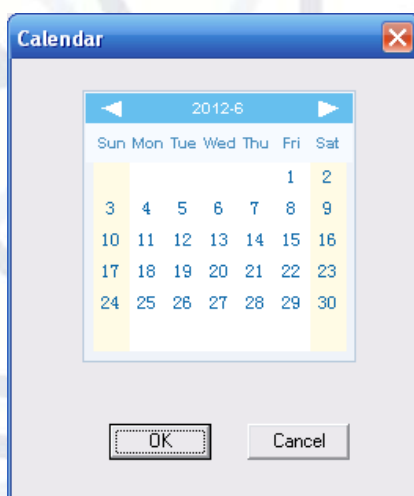 Calendar
2012-6
Sun Mon Tue Wed Thu Fri Sat
1 2
3 4 5 6 7 8 9
10 11 12 13 14 15 16
17 18 19 20 21 22 23
24 25 26 27 28 29 30
OK Cancel